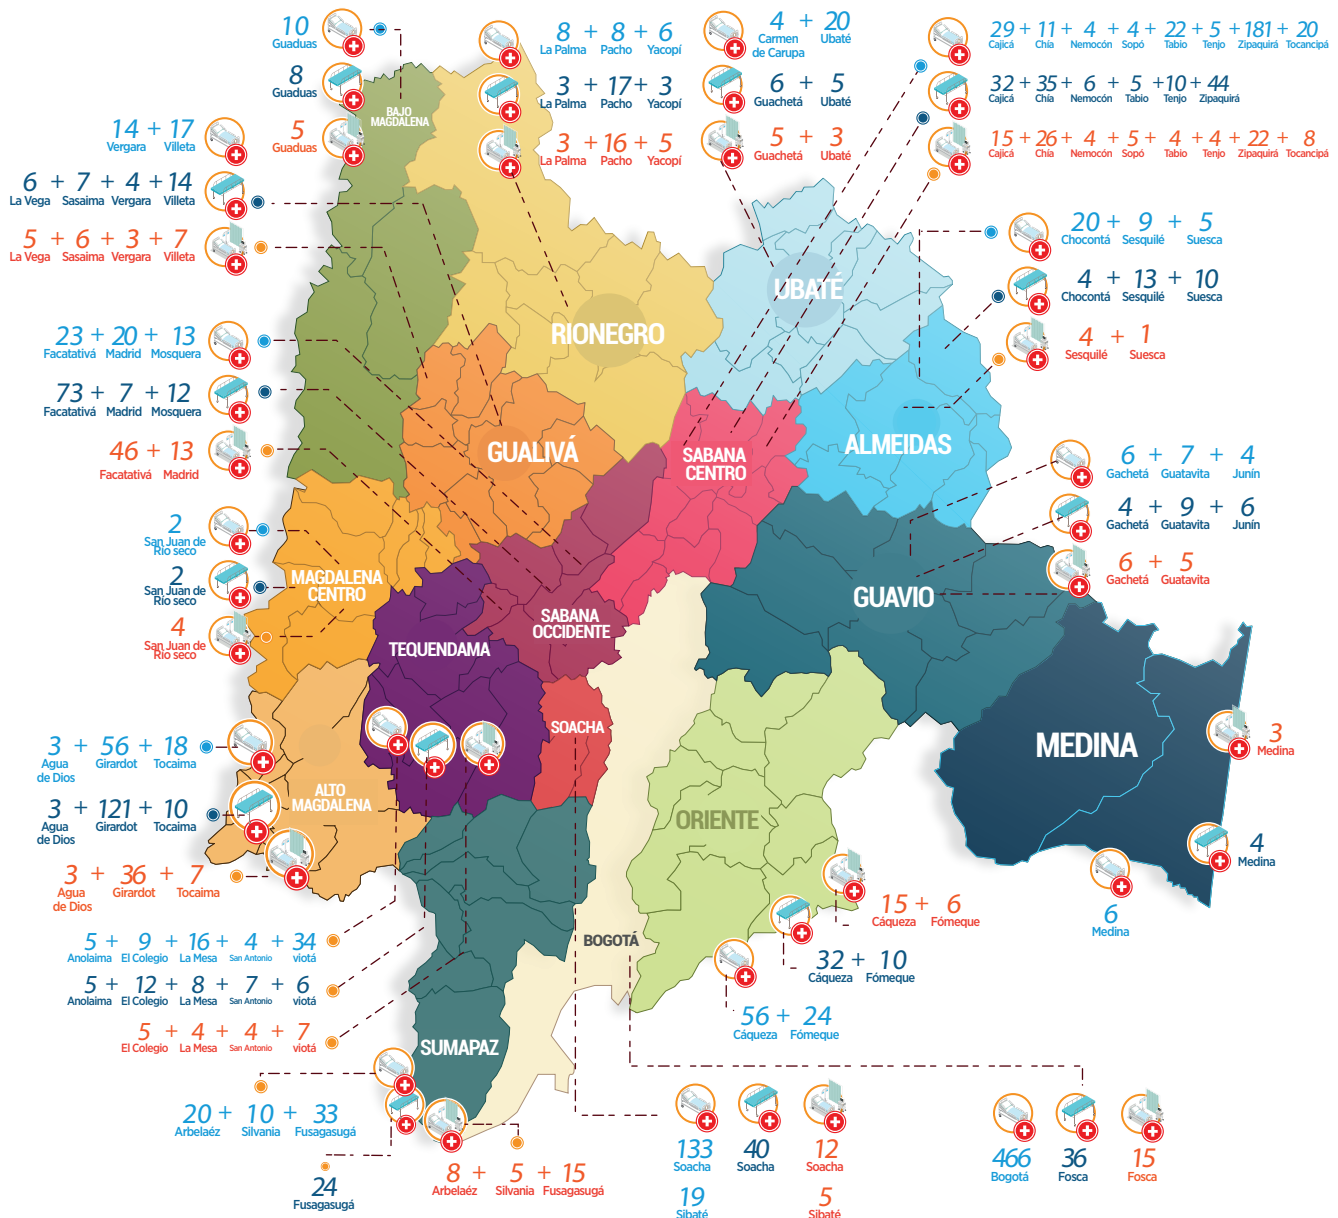 10
Guaduas
8
Guaduas
5
Guaduas
8 + 8 + 6
La Palma Pacho Yacopí
3 + 17 + 3
La Palma Pacho Yacopí
3 + 16 + 5
La Palma Pacho Yacopí
4 + 20
Carmen de Carupa Ubaté
6 + 5
Guachetá Ubaté
5 + 3
Guachetá Ubaté
29 + 11 + 4 + 4 + 22 + 5 + 181 + 20
Cajicá Chía Nemocón Sopó Tabio Tenjo Zipaquirá Tocancipá
32 + 35 + 6 + 5 + 10 + 44
Cajicá Chía Nemocón Tabio Tenjo Zipaquirá
15 + 26 + 4 + 5 + 4 + 4 + 22 + 8
Cajicá Chía Nemocón Sopó Tabio Tenjo Zipaquirá Tocancipá
14 + 17
Vergara Villeta
6 + 7 + 4 + 14
La Vega Sasaima Vergara Villeta
5 + 6 + 3 + 7
La Vega Sasaima Vergara Villeta
20 + 9 + 5
Chocontá Sesquilé Suesca
4 + 13 + 10
Chocontá Sesquilé Suesca
4 + 1
Sesquilé Suesca
23 + 20 + 13
Facatativá Madrid Mosquera
73 + 7 + 12
Facatativá Madrid Mosquera
46 + 13
Facatativá Madrid
6 + 7 + 4
Gachetá Guatavita Junín
4 + 9 + 6
Gachetá Guatavita Junín
6 + 5
Gachetá Guatavita
2
San Juan de
Río seco
2
San Juan de
Río seco
4
San Juan de
Río seco
BAJO
MAGDALENA
RIONEGRO
UBATÉ
GUALIVÁ
SABANA
CENTRO
ALMEIDAS
MAGDALENA
CENTRO
SABANA
OCCIDENTE
GUAVIO
TEQUENDAMA
SOACHA
MEDINA
ALTO
MAGDALENA
ORIENTE
BOGOTÁ
SUMAPAZ
3 + 56 + 18
Agua de Dios Girardot Tocaima
3 + 121 + 10
Agua de Dios Girardot Tocaima
3 + 36 + 7
Agua de Dios Girardot Tocaima
3
Medina
4
Medina
6
Medina
15 + 6
Cáqueza Fómeque
32 + 10
Cáqueza Fómeque
56 + 24
Cáqueza Fómeque
5 + 9 + 16 + 4 + 34
Anolaima El Colegio La Mesa San Antonio viotá
5 + 12 + 8 + 7 + 6
Anolaima El Colegio La Mesa San Antonio viotá
5 + 4 + 4 + 7
El Colegio La Mesa San Antonio viotá
20 + 10 + 33
Arbelaéz Silvania Fusagasugá
24
Fusagasugá
8 + 5 + 15
Arbelaéz Silvania Fusagasugá
133
Soacha
40
Soacha
12
Soacha
19
Sibaté
5
Sibaté
466
Bogotá
36
Fosca
15
Fosca